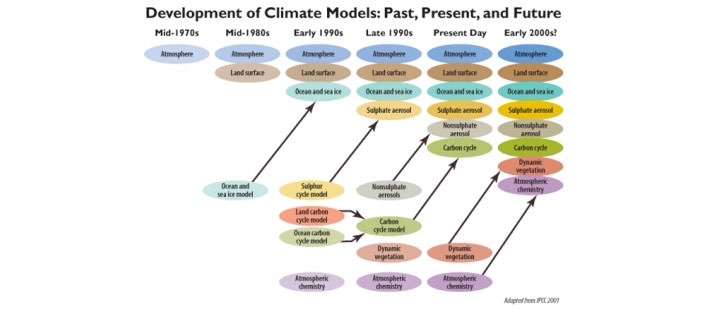 Development of Climate Models: Past, Present, and Future
Mid-1970s Mid-1980s Early 1990s Late 1990s Present Day Early 2000s?
Atmosphere Atmosphere Atmosphere Atmosphere Atmosphere Atmosphere
Land surface Land surface Land surface Land surface Land surface
Ocean and sea ice Ocean and sea ice Ocean and sea ice Ocean and sea ice
Sulphate aerosol Sulphate aerosol Sulphate aerosol
Nonsulphate
aerosol
Nonsulphate
aerosol
Carbon cycle Carbon cycle
Dynamic
vegetation
Atmospheric
chemistry
Ocean and
sea ice model
Sulphur
cycle model
Nonsulphate
aerosols
Land carbon
cycle model
Ocean carbon
cycle model
Carbon
cycle model
Dynamic
vegetation
Dynamic
vegetation
Atmospheric
chemistry
Atmospheric
chemistry
Atmospheric
chemistry
Adapted from IPCC 2001